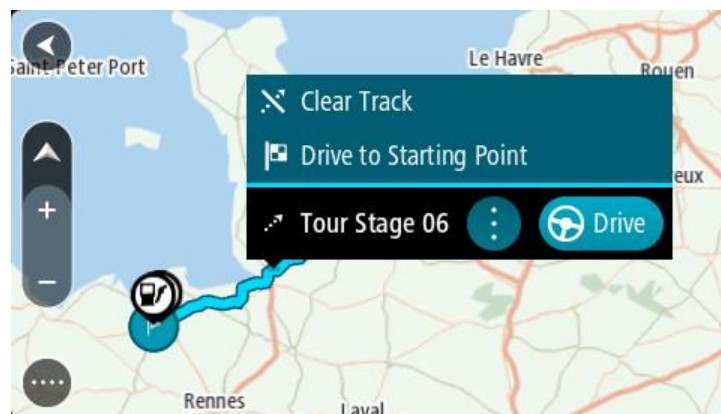 Saint Peter Port
Le Havre
Rouen
Clear Track
Drive to Starting Point
eux
Tour Stage 06
Drive
Rennes
Laval